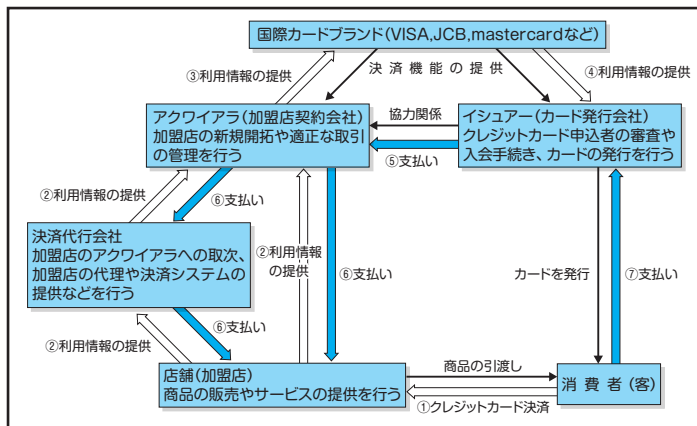 国際カードブランド(VISA,JCB,mastercardなど)
③利用情報の提供
決済機能の提供
④利用情報の提供
アクワイアラ(加盟店契約会社)
加盟店の新規開拓や適正な取引
の管理を行う
協力関係
⑤支払い
イシュアー(カード発行会社)
クレジットカード申込者の審査や
入会手続き、カードの発行を行う
②利用情報の提供
⑥支払い
決済代行会社
加盟店のアクワイアラへの取次、
加盟店の代理や決済システムの
提供などを行う
②利用情報
の提供
⑥支払い
カードを発行
⑦支払い
②利用情報の提供
⑥支払い
店舗(加盟店)
商品の販売やサービスの提供を行う
商品の引渡し
①クレジットカード決済
消費者(客)